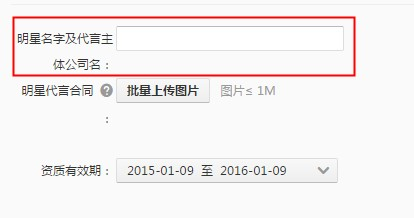 明星名字及代言主
体公司名：
明星代言合同 ? 批量上传图片 图片≤ 1M
：
资质有效期： 2015-01-09 至 2016-01-09